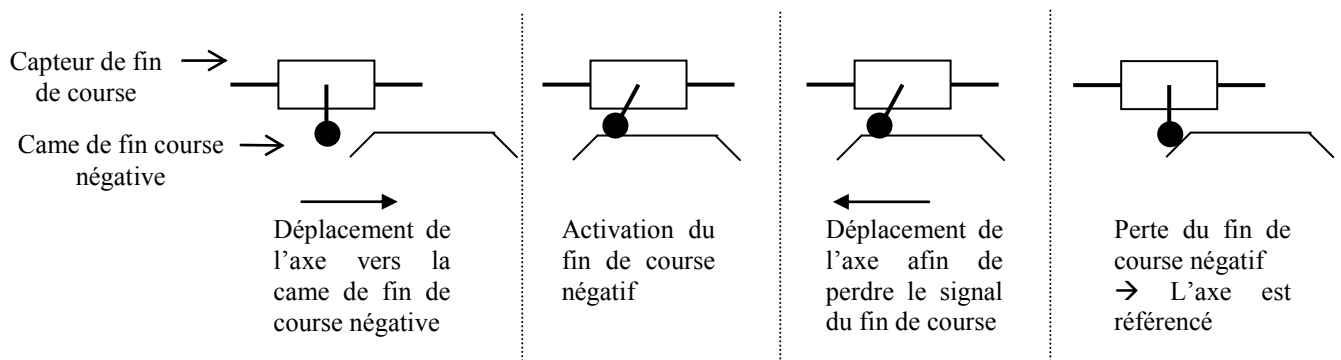 Capteur de fin
de course
Came de fin course
négative
Déplacement de
l'axe vers la
came de fin de
course négative
Activation du
fin de course
négatif
Déplacement de
l'axe afin de
perdre le signal
du fin de course
Perte du fin de
course négatif
→ L'axe est
référencé